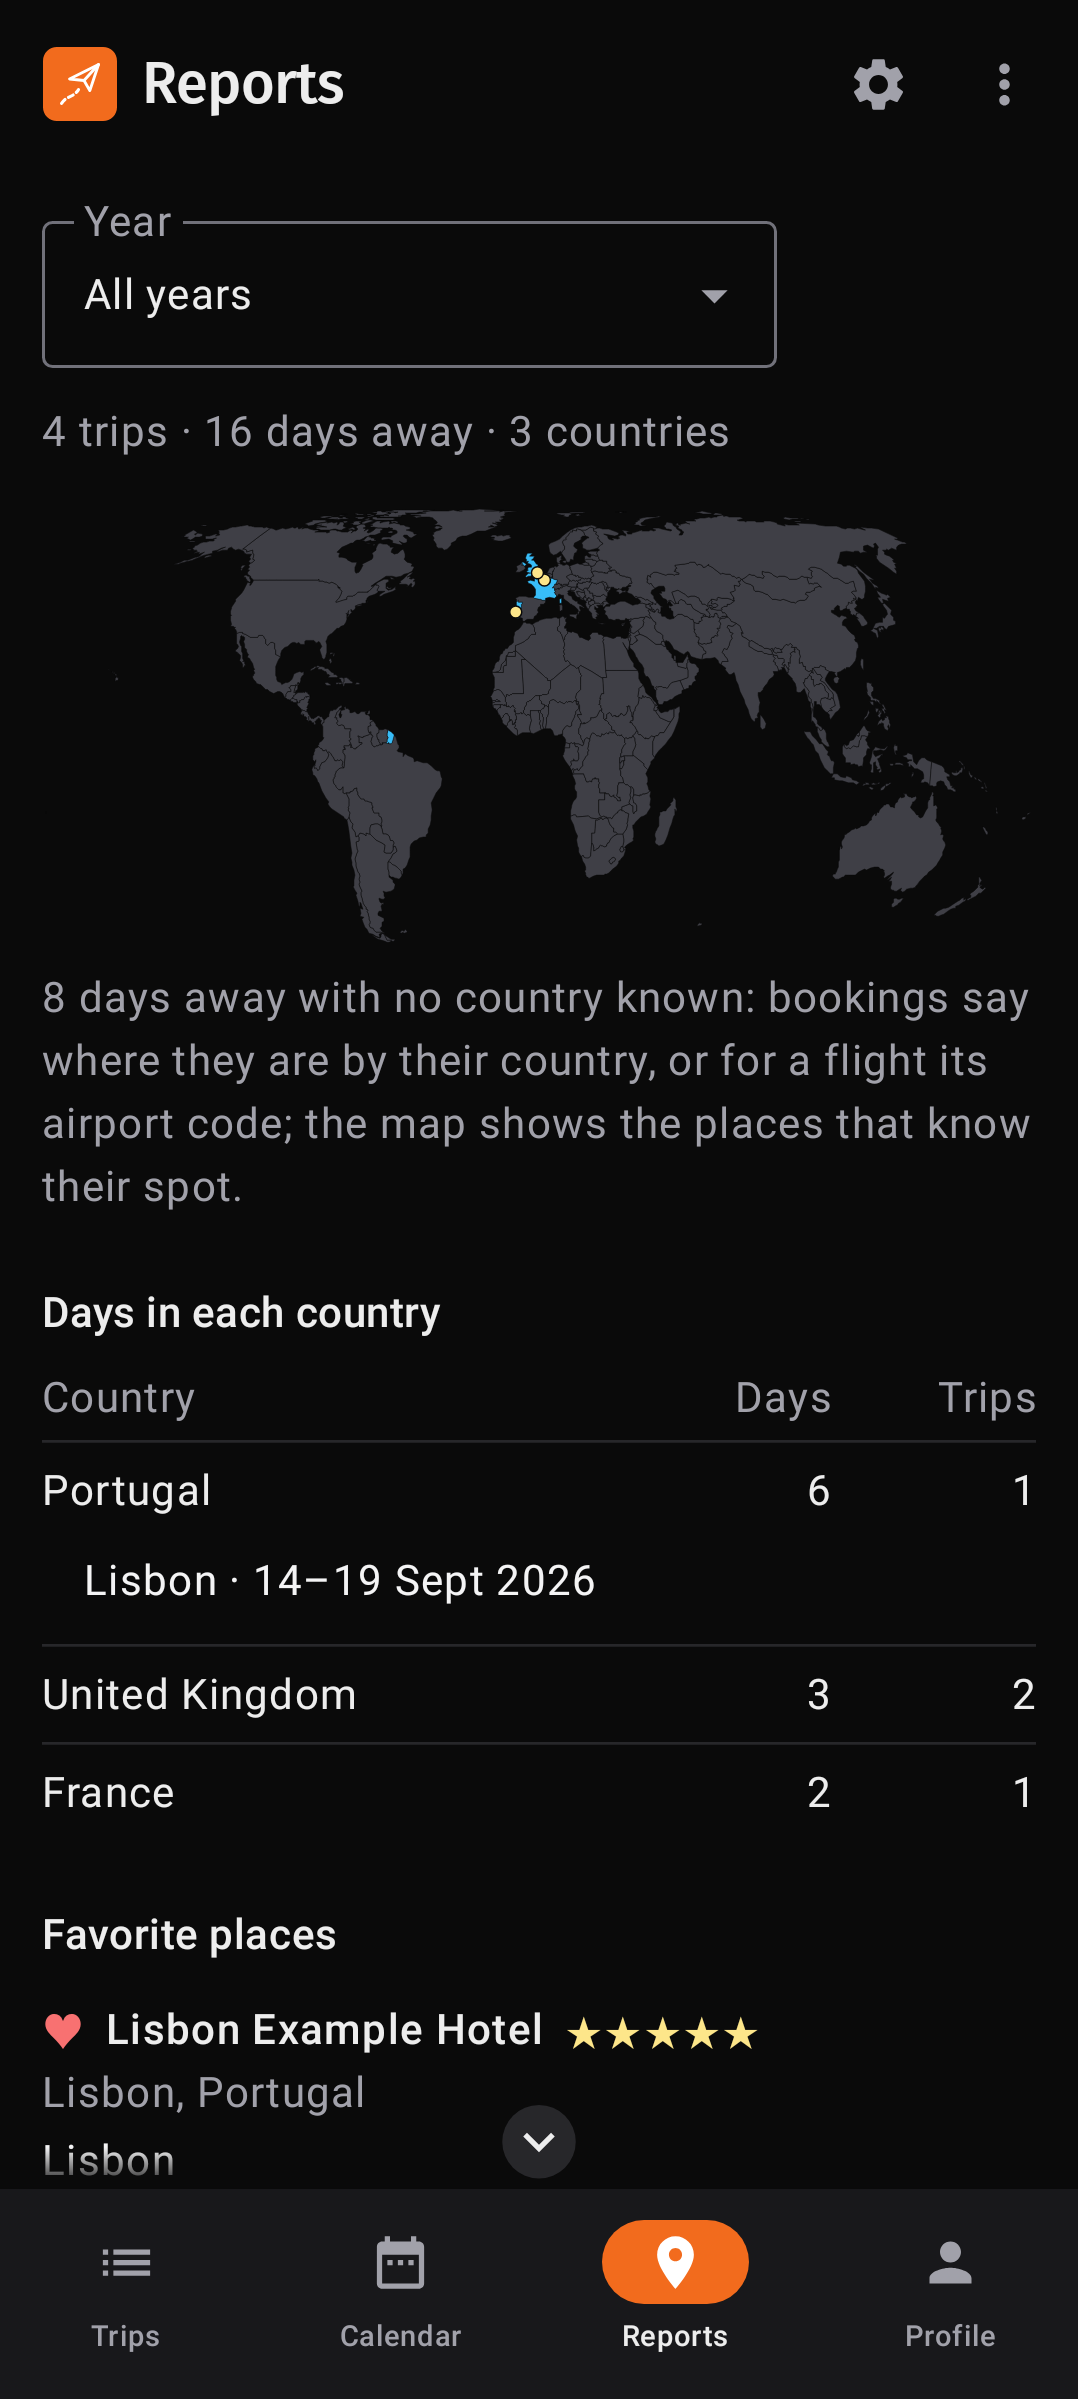 Reports
Year
All years
4 trips · 16 days away · 3 countries
8 days away with no country known: bookings say
where they are by their country, or for a flight its
airport code; the map shows the places that know
their spot.
Days in each country
Country Days Trips
Portugal 6 1
Lisbon · 14–19 Sept 2026
United Kingdom 3 2
France 2 1
Favorite places
Lisbon Example Hotel ★★★★★
Lisbon, Portugal
Lisbon
Trips Calendar Reports Profile